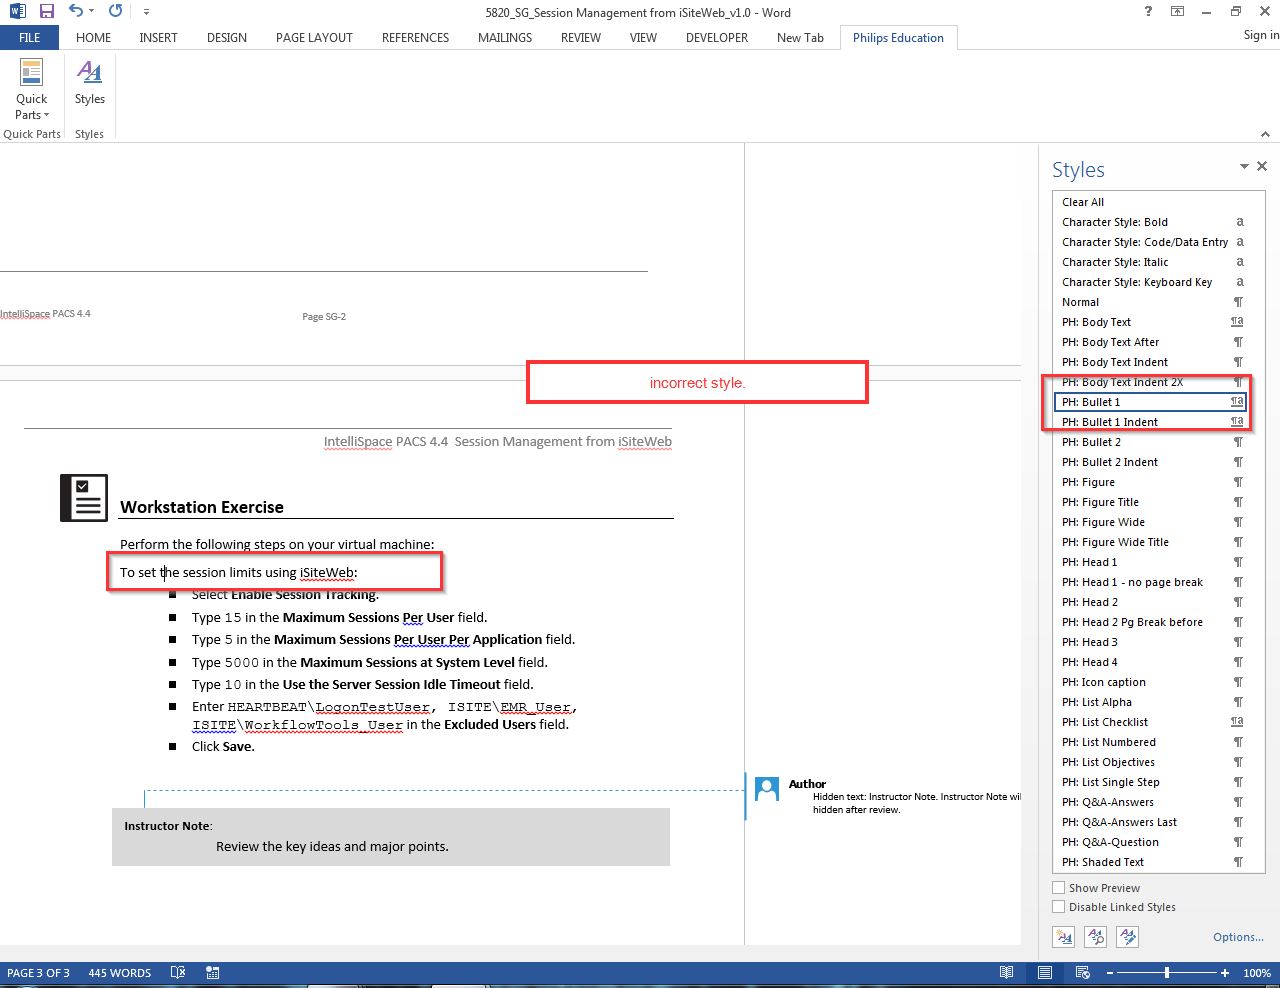 5820_SG_Session Management from iSiteWeb_v1.0 - Word
?
FILE HOME INSERT DESIGN PAGE LAYOUT REFERENCES MAILINGS REVIEW VIEW DEVELOPER New Tab Philips Education Sign in
Quick Parts
Styles
Quick Parts
Styles
IntelliSpace PACS 4.4
Page SG-2
incorrect style.
IntelliSpace PACS 4.4 Session Management from iSiteWeb
Workstation Exercise
Perform the following steps on your virtual machine:
To set the session limits using iSiteWeb:
■ Select Enable Session Tracking.
■ Type 15 in the Maximum Sessions Per User field.
■ Type 5 in the Maximum Sessions Per User Per Application field.
■ Type 5000 in the Maximum Sessions at System Level field.
■ Type 10 in the Use the Server Session Idle Timeout field.
■ Enter HEARTBEAT\LogonTestUser, ISITE\EMR_User,
ISITE\WorkflowTools_User in the Excluded Users field.
■ Click Save.
Author
Hidden text: Instructor Note. Instructor Note wil
hidden after review.
Instructor Note:
Review the key ideas and major points.
Styles
Clear All
Character Style: Bold a
Character Style: Code/Data Entry a
Character Style: Italic a
Character Style: Keyboard Key a
Normal ¶
PH: Body Text ¶a
PH: Body Text After ¶
PH: Body Text Indent ¶
PH: Body Text Indent 2X ¶
PH: Bullet 1 ¶a
PH: Bullet 1 Indent ¶a
PH: Bullet 2 ¶
PH: Bullet 2 Indent ¶
PH: Figure ¶
PH: Figure Title ¶
PH: Figure Wide ¶
PH: Figure Wide Title ¶
PH: Head 1 ¶
PH: Head 1 - no page break ¶
PH: Head 2 ¶
PH: Head 2 Pg Break before ¶
PH: Head 3 ¶
PH: Head 4 ¶
PH: Icon caption ¶
PH: List Alpha ¶
PH: List Checklist ¶a
PH: List Numbered ¶
PH: List Objectives ¶
PH: List Single Step ¶
PH: Q&A-Answers ¶
PH: Q&A-Answers Last ¶
PH: Q&A-Question ¶
PH: Shaded Text ¶
Show Preview
Disable Linked Styles
Options...
PAGE 3 OF 3 445 WORDS 100%